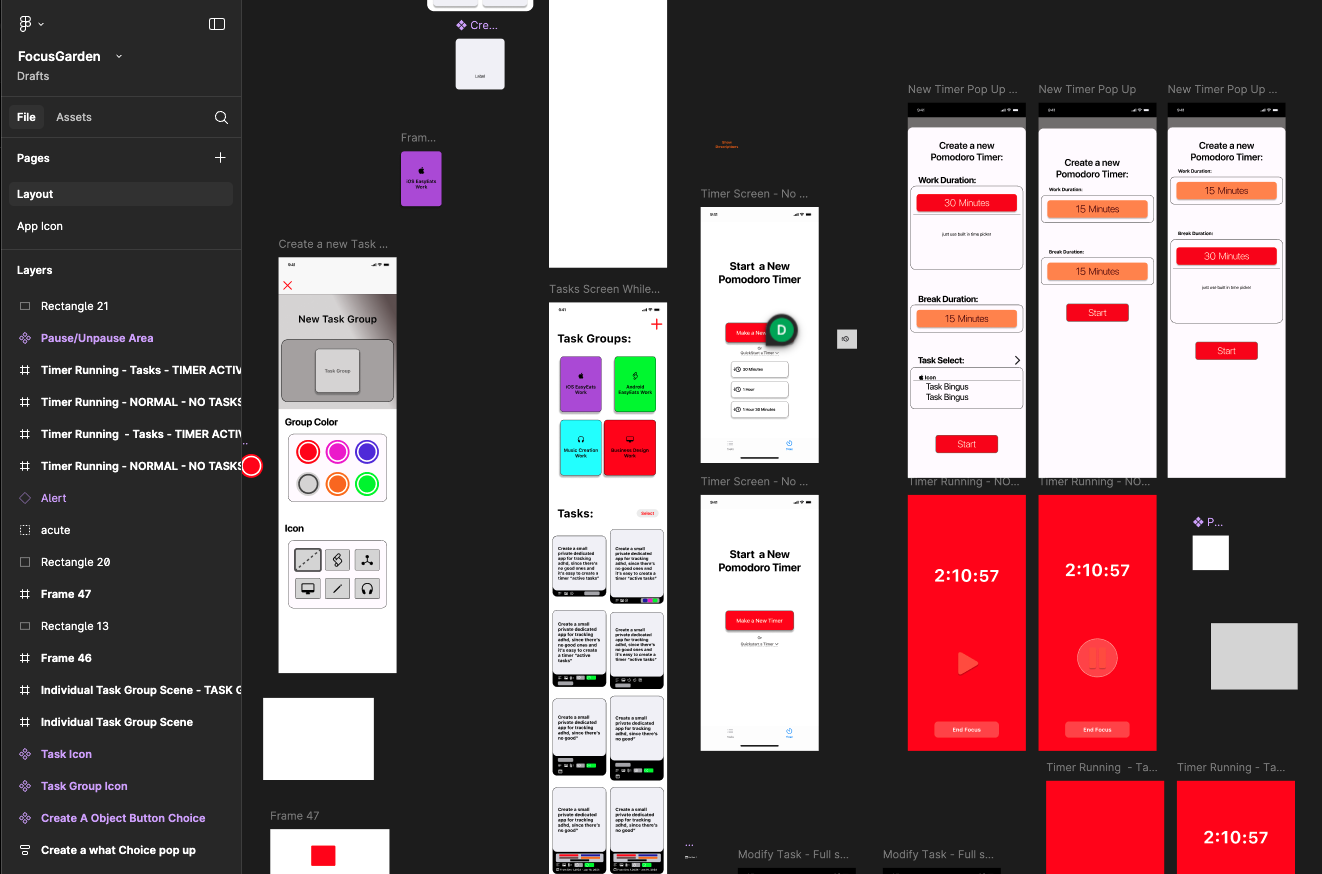 FocusGarden
Drafts
File
Assets
Pages
Layout
App Icon
Layers
Rectangle 21
Pause/Unpause Area
Timer Running - Tasks - TIMER ACTIV
Timer Running - NORMAL - NO TASKS
Timer Running - Tasks - TIMER ACTIV
Timer Running - NORMAL - NO TASKS
Alert
acute
Rectangle 20
Frame 47
Rectangle 13
Frame 46
Individual Task Group Scene - TASK G
Individual Task Group Scene
Task Icon
Task Group Icon
Create A Object Button Choice
Create a what Choice pop up
Cre...
Label
Fram...
iOS EasyEats
Work
Create a new Task ...
9:41
New Task Group
Task Group
Group Color
Icon
Frame 47
Tasks Screen While...
9:41
Task Groups:
iOS EasyEats
Work
Android
EasyEats Work
Music Creation
Work
Business Design
Work
Tasks:
Select
Create a small
private dedicated
app for tracking
adhd, since there's
no good ones and
it's easy to create a
timer "active tasks"
Create a small
private dedicated
app for tracking
adhd, since there's
no good ones and
it's easy to create a
timer "active tasks"
Create a small
private dedicated
app for tracking
adhd, since there's
no good ones and
it's easy to create
a timer "active
tasks"
Create a small
private dedicated
app for tracking
adhd, since there's
no good ones and
it's easy to create a
timer "active tasks"
Create a small
private dedicated
app for tracking
adhd, since there's
no good"
Create a small
private dedicated
app for tracking
adhd, since there's
no good"
Create a small
private dedicated
app for tracking
adhd, since there's
no good"
Create a small
private dedicated
app for tracking
adhd, since there's
no good"
Timer Screen - No ...
9:41
Start a New
Pomodoro Timer
Make a New
D
Or
QuickStart a Timer
30 Minutes
1 Hour
1 Hour 30 Minutes
Timer Screen - No ...
9:41
Start a New
Pomodoro Timer
Make a New Timer
Or
Quickstart a Timer
New Timer Pop Up ...
9:41
Create a new
Pomodoro Timer:
Work Duration:
30 Minutes
just use built in time picker
Break Duration:
15 Minutes
Task Select:
Icon
Task Bingus
Task Bingus
Start
New Timer Pop Up
9:41
Create a new
Pomodoro Timer:
Work Duration:
15 Minutes
Break Duration:
15 Minutes
Start
New Timer Pop Up ...
9:41
Create a new
Pomodoro Timer:
Work Duration:
15 Minutes
Break Duration:
30 Minutes
just use built in time picker
Start
Timer Running - NO...
2:10:57
End Focus
Timer Running - NO...
2:10:57
End Focus
P...
Timer Running - Ta...
Timer Running - Ta...
2:10:57
...
Modify Task - Full s...
Modify Task - Full s...